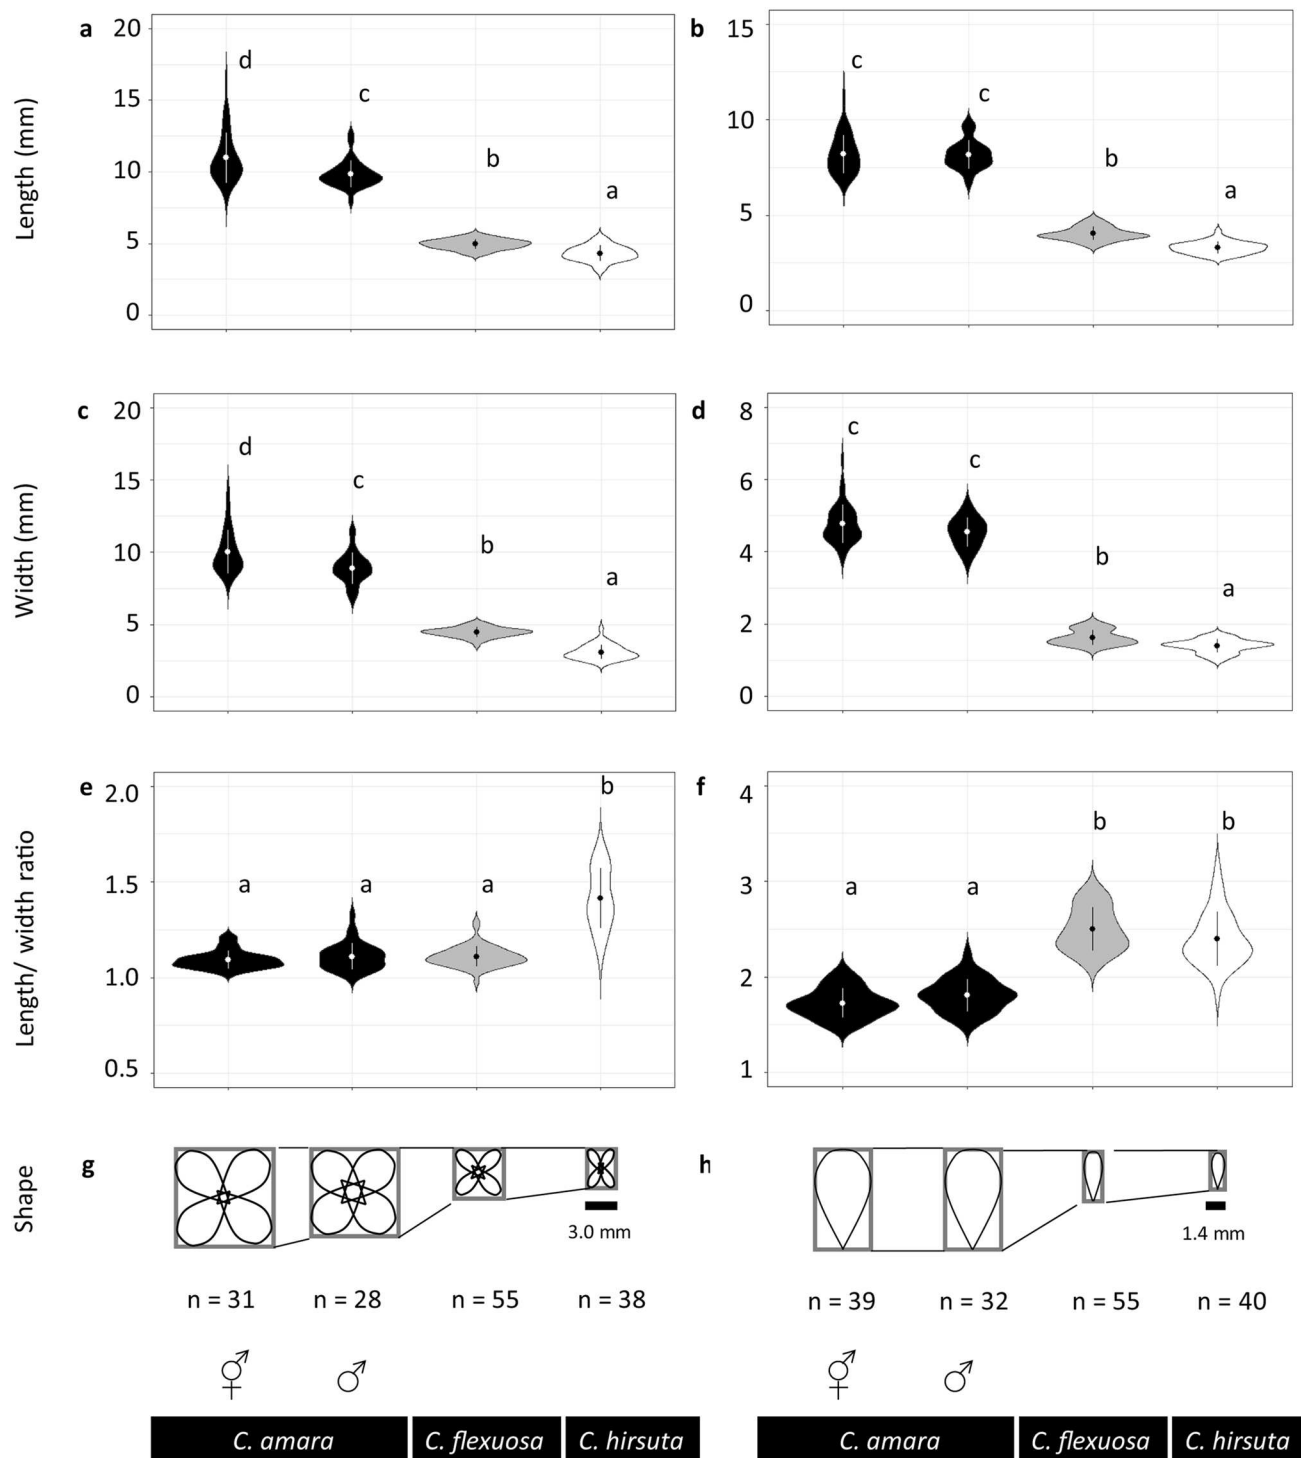 a
Length (mm)
20
15
10
5
0
d
c
b
a
b
15
10
5
0
c
c
b
a
c
Width (mm)
20
15
10
5
0
d
c
b
a
d
8
6
4
2
0
c
c
b
a
e
Length/ width ratio
2.0
1.5
1.0
0.5
a
a
a
b
f
4
3
2
1
a
a
b
b
Shape
g
3.0 mm
h
1.4 mm
n = 31 n = 28 n = 55 n = 38
n = 39 n = 32 n = 55 n = 40
⚥ ♂
⚥ ♂
C. amara C. flexuosa C. hirsuta
C. amara C. flexuosa C. hirsuta